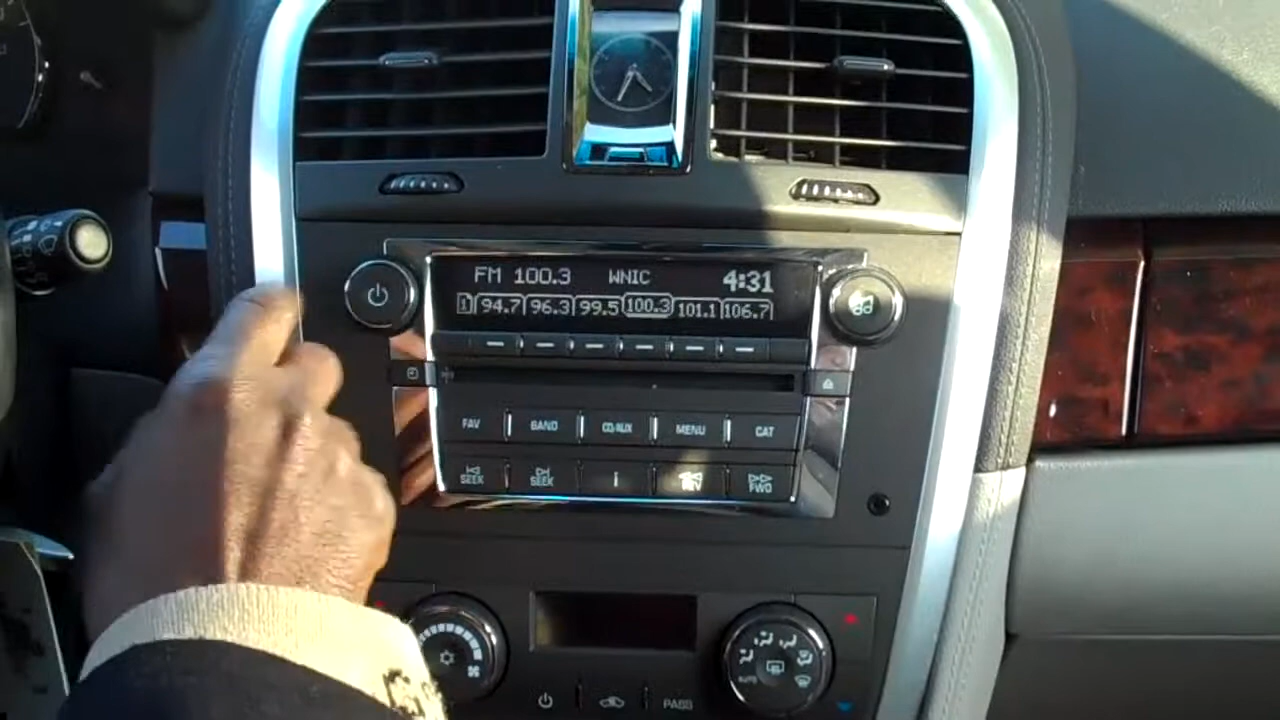 FM 100.3 WNIC 4:31
1 94.7 96.3 99.5 100.3 101.1 106.7
FAV BAND CD/AUX MENU CAT
SEEK SEEK i REV FWD
AUTO
PASS